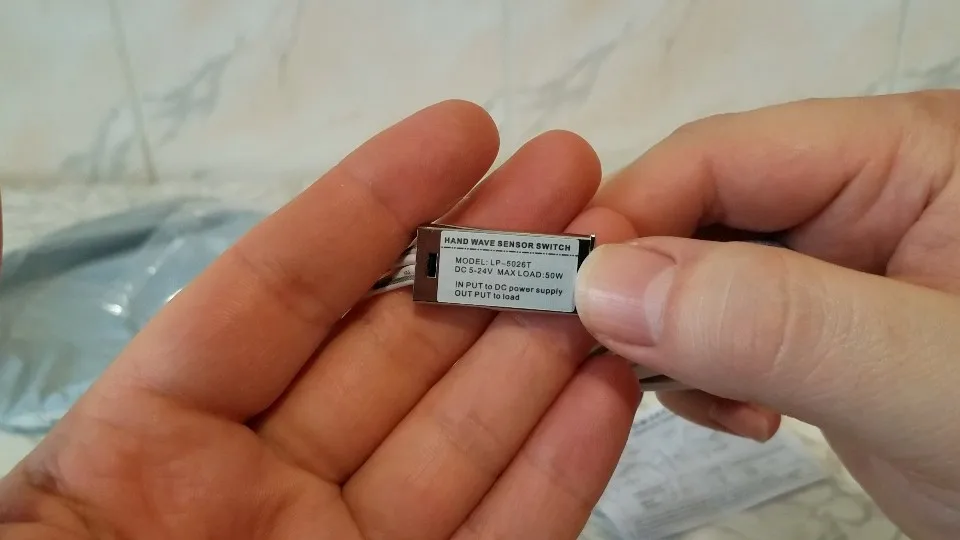 HAND WAVE SENSOR SWITCH
MODEL: LP-5026T
DC 5-24V MAX LOAD:50W
IN PUT to DC power supply
OUT PUT to load